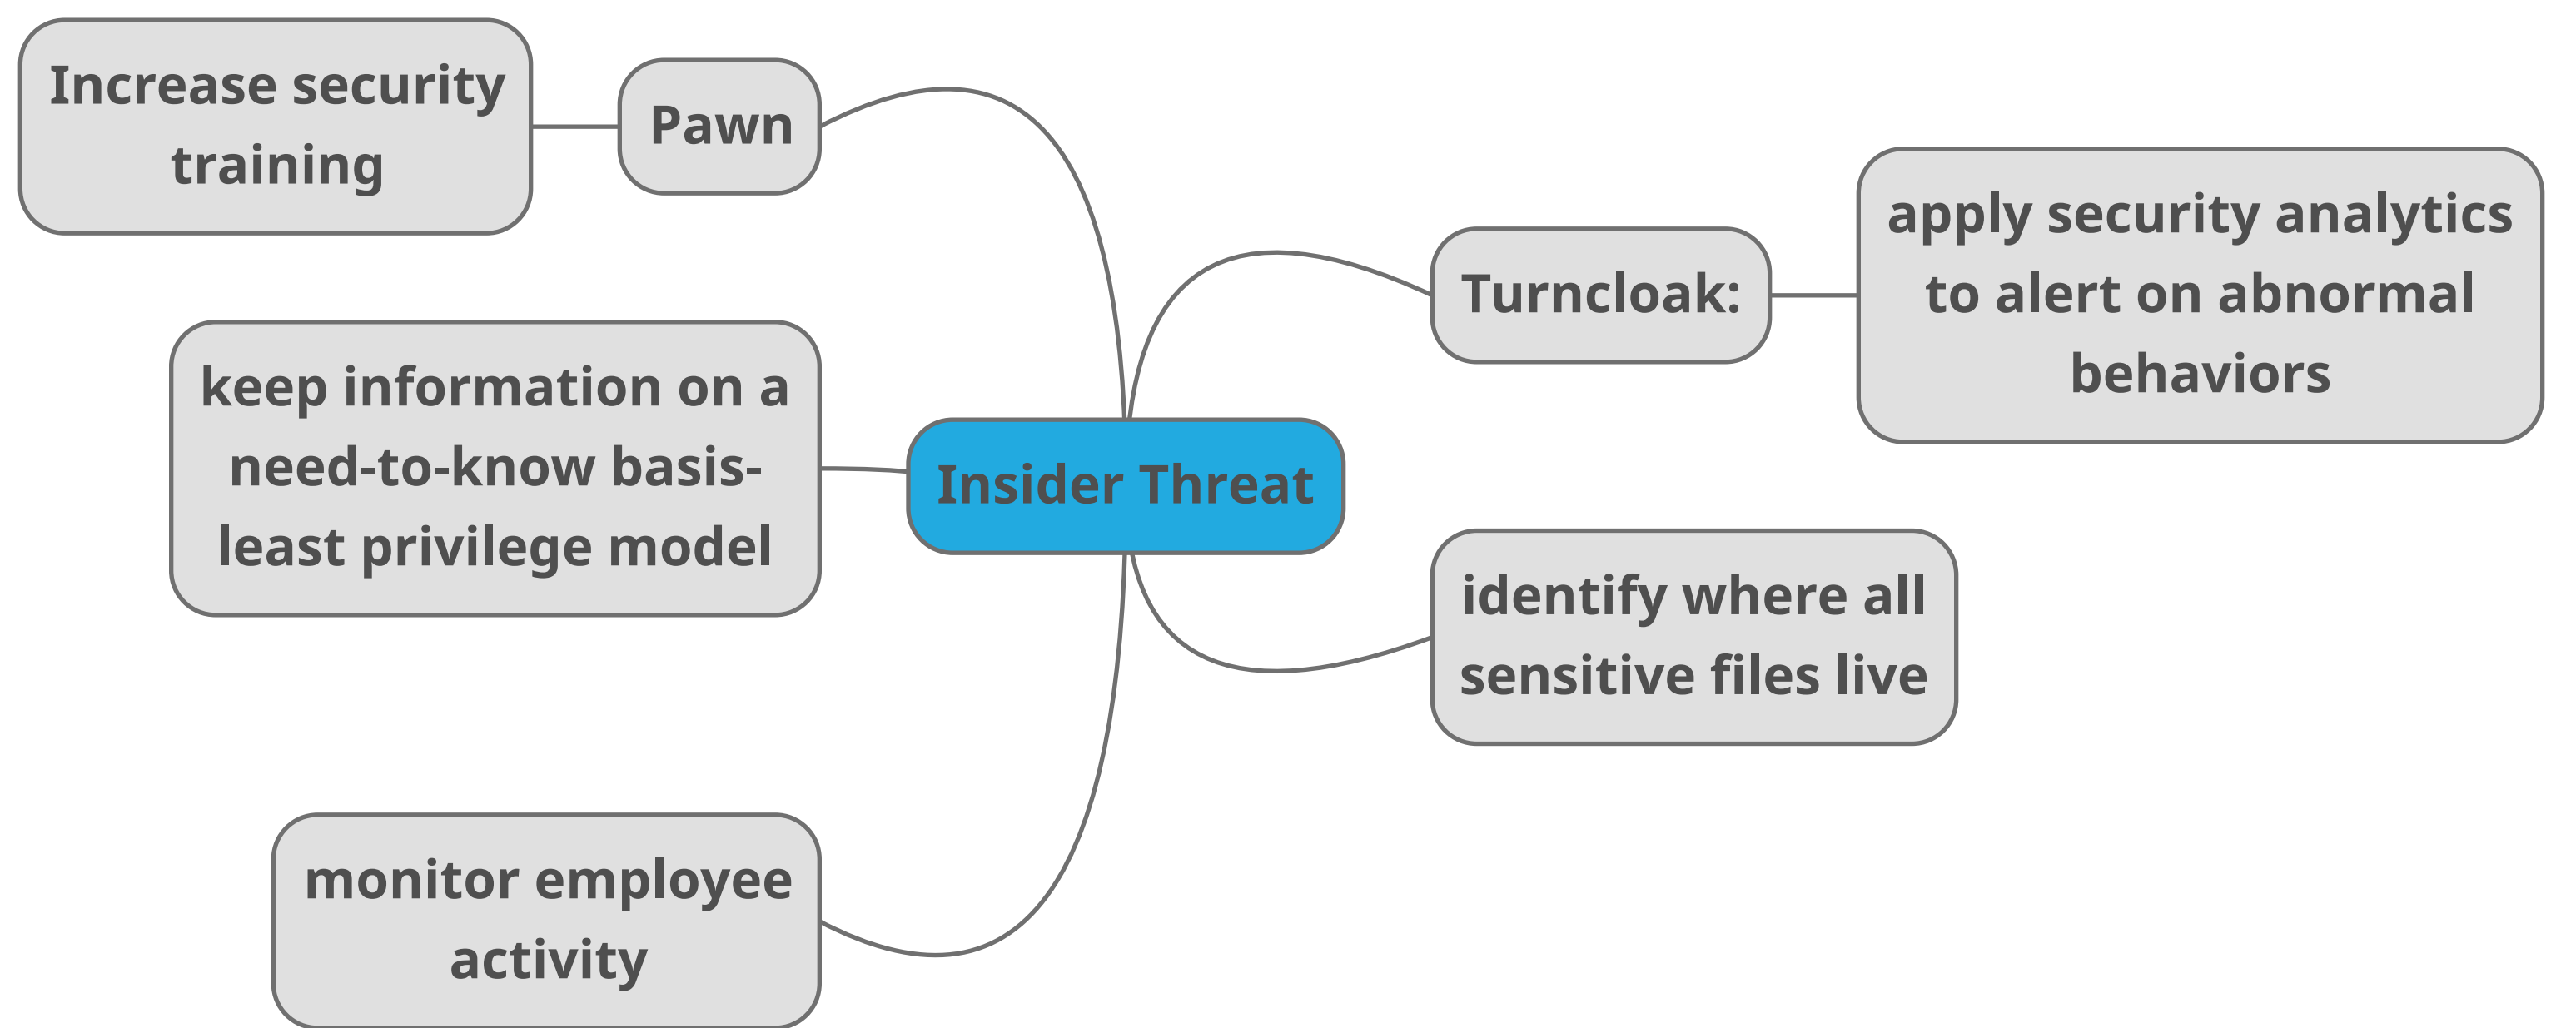 Increase security
training
Pawn
Turncloak:
apply security analytics
to alert on abnormal
behaviors
keep information on a
need-to-know basis-
least privilege model
Insider Threat
identify where all
sensitive files live
monitor employee
activity